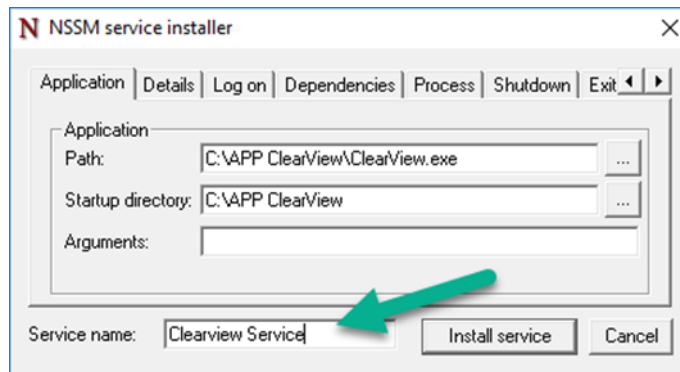 NSSM service installer
Application Details Log on Dependencies Process Shutdown Exit
Application
Path: C:\APP ClearView\ClearView.exe ...
Startup directory: C:\APP ClearView ...
Arguments:
Service name: Clearview Service Install service Cancel